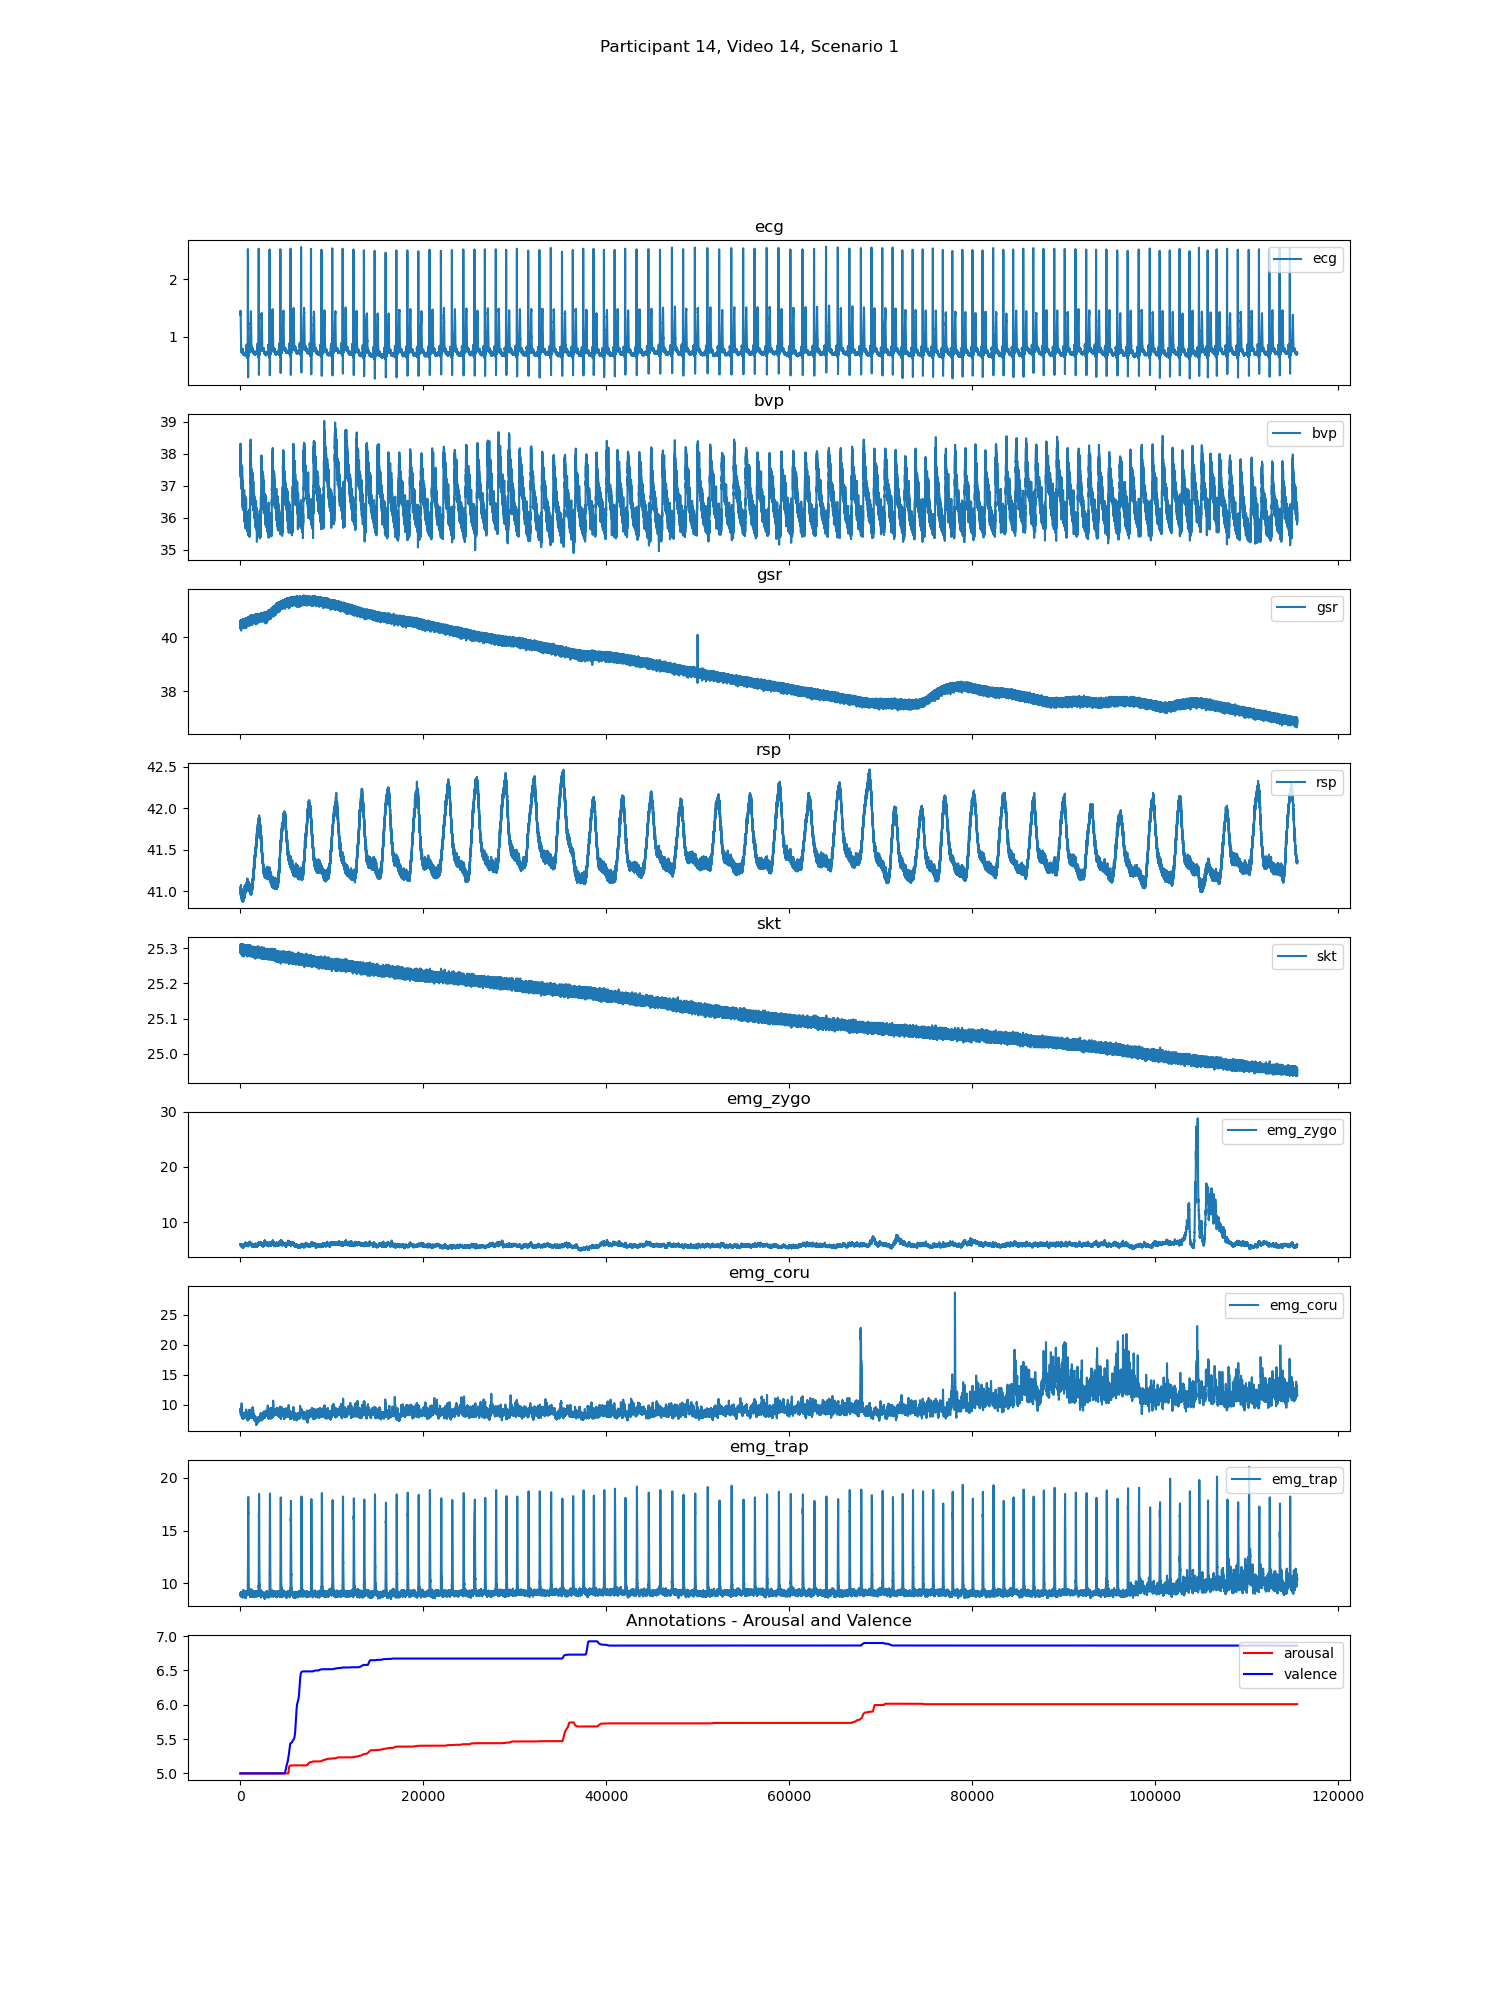 Participant 14, Video 14, Scenario 1
ecg
2
1
ecg
bvp
39
38
37
36
35
bvp
gsr
40
38
gsr
rsp
42.5
42.0
41.5
41.0
rsp
skt
25.3
25.2
25.1
25.0
skt
emg_zygo
30
20
10
emg_zygo
emg_coru
25
20
15
10
emg_coru
emg_trap
20
15
10
emg_trap
Annotations - Arousal and Valence
7.0
6.5
6.0
5.5
5.0
arousal
valence
0 20000 40000 60000 80000 100000 120000